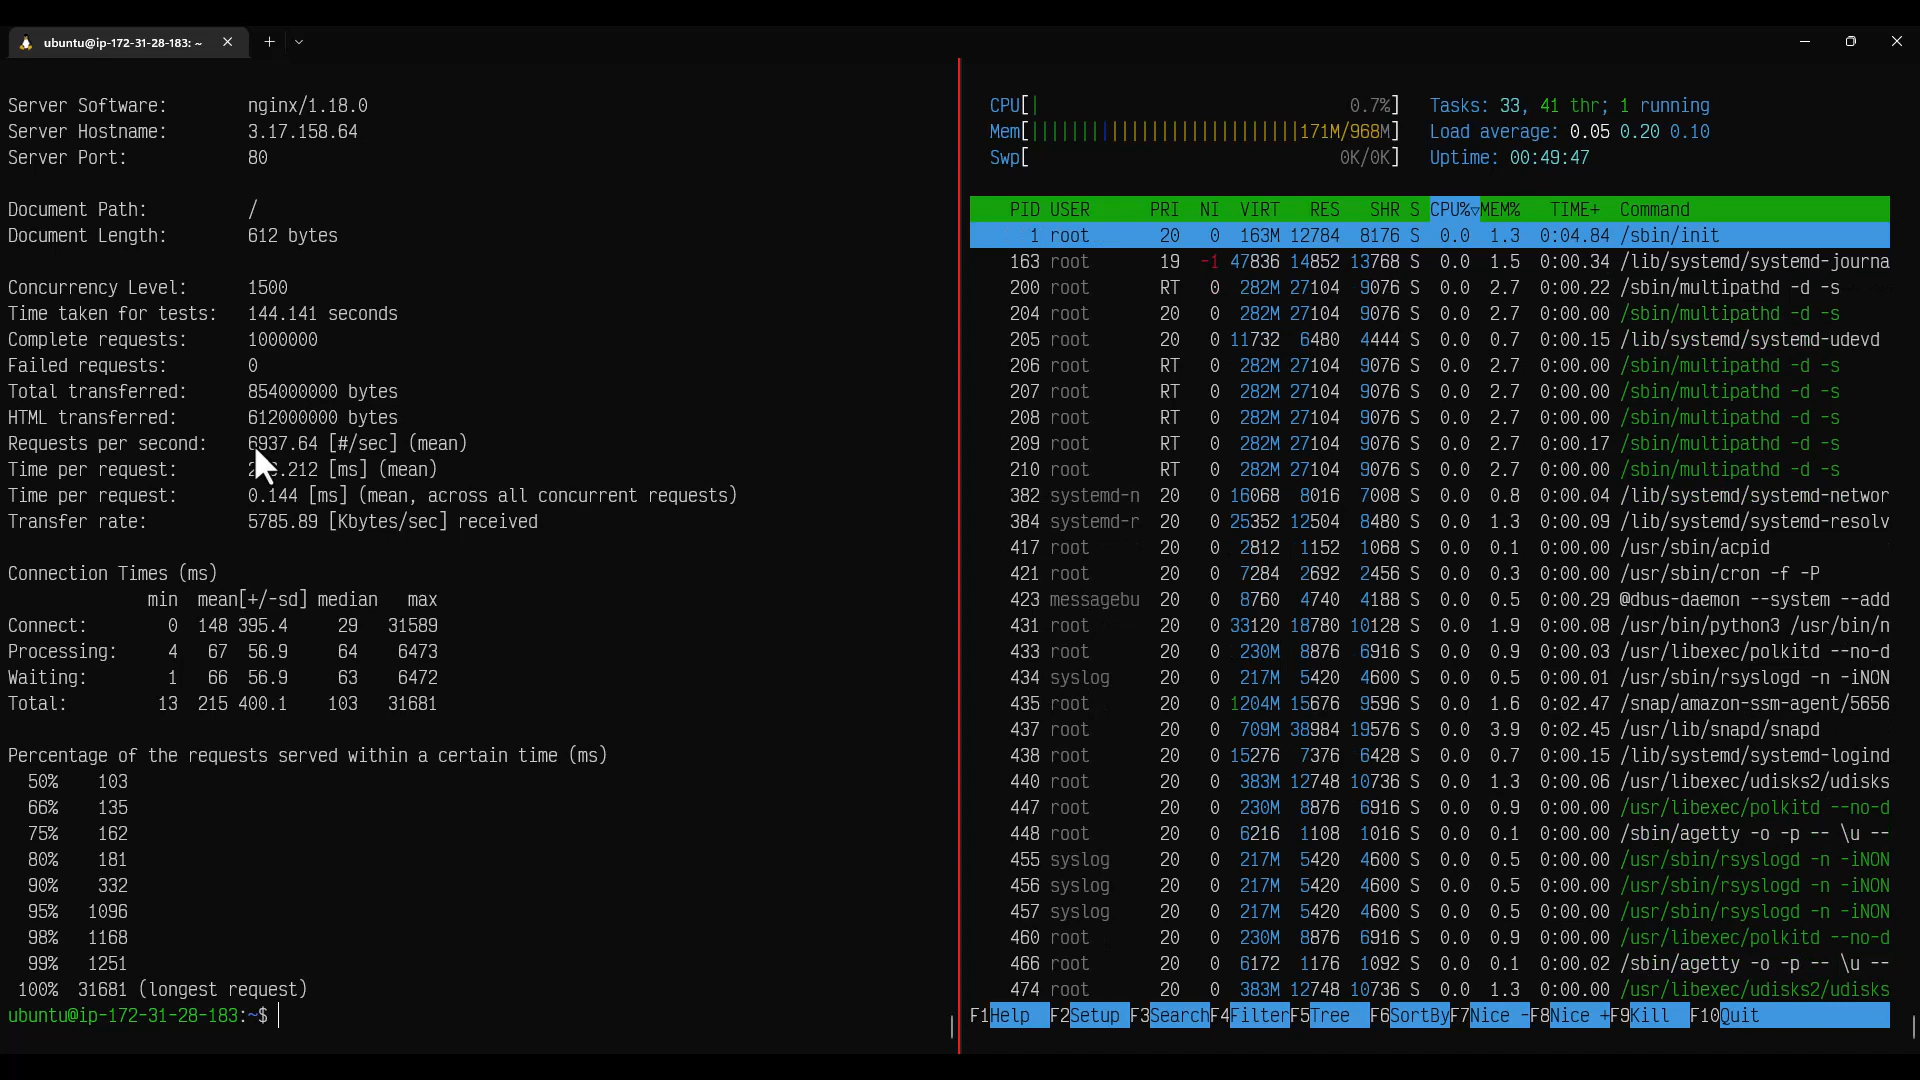 ubuntu@ip-172-31-28-183: ~
Server Software:        nginx/1.18.0
Server Hostname:        3.17.158.64
Server Port:            80
Document Path:          /
Document Length:        612 bytes
Concurrency Level:      1500
Time taken for tests:   144.141 seconds
Complete requests:      1000000
Failed requests:        0
Total transferred:      854000000 bytes
HTML transferred:       612000000 bytes
Requests per second:    6937.64 [#/sec] (mean)
Time per request:       [ms] (mean)
Time per request:       0.144 [ms] (mean, across all concurrent requests)
Transfer rate:          5785.89 [Kbytes/sec] received
Connection Times (ms)
              min  mean[+/-sd] median   max
Connect:        0  148 395.4     29   31589
Processing:     4   67  56.9     64    6473
Waiting:        1   66  56.9     63    6472
Total:         13  215 400.1    103   31681
Percentage of the requests served within a certain time (ms)
  50%    103
  66%    135
  75%    162
  80%    181
  90%    332
  95%   1096
  98%   1168
  99%   1251
 100%  31681 (longest request)
ubuntu@ip-172-31-28-183:~$
CPU[| 0.7%] Tasks: 33, 41 thr; 1 running
Mem[|||||||||||||||||||||||||||171M/968M] Load average: 0.05 0.20 0.10
Swp[ 0K/0K] Uptime: 00:49:47
PID USER PRI NI VIRT RES SHR S CPU%▽MEM% TIME+ Command
1 root 20 0 163M 12784 8176 S 0.0 1.3 0:04.84 /sbin/init
163 root 19 -1 47836 14852 13768 S 0.0 1.5 0:00.34 /lib/systemd/systemd-journa
200 root RT 0 282M 27104 9076 S 0.0 2.7 0:00.22 /sbin/multipathd -d -s
204 root 20 0 282M 27104 9076 S 0.0 2.7 0:00.00 /sbin/multipathd -d -s
205 root 20 0 11732 6480 4444 S 0.0 0.7 0:00.15 /lib/systemd/systemd-udevd
206 root RT 0 282M 27104 9076 S 0.0 2.7 0:00.00 /sbin/multipathd -d -s
207 root RT 0 282M 27104 9076 S 0.0 2.7 0:00.00 /sbin/multipathd -d -s
208 root RT 0 282M 27104 9076 S 0.0 2.7 0:00.00 /sbin/multipathd -d -s
209 root RT 0 282M 27104 9076 S 0.0 2.7 0:00.17 /sbin/multipathd -d -s
210 root RT 0 282M 27104 9076 S 0.0 2.7 0:00.00 /sbin/multipathd -d -s
382 systemd-n 20 0 16068 8016 7008 S 0.0 0.8 0:00.04 /lib/systemd/systemd-networ
384 systemd-r 20 0 25352 12504 8480 S 0.0 1.3 0:00.09 /lib/systemd/systemd-resolv
417 root 20 0 2812 1152 1068 S 0.0 0.1 0:00.00 /usr/sbin/acpid
421 root 20 0 7284 2692 2456 S 0.0 0.3 0:00.00 /usr/sbin/cron -f -P
423 messagebu 20 0 8760 4740 4188 S 0.0 0.5 0:00.29 @dbus-daemon --system --add
431 root 20 0 33120 18780 10128 S 0.0 1.9 0:00.08 /usr/bin/python3 /usr/bin/n
433 root 20 0 230M 8876 6916 S 0.0 0.9 0:00.03 /usr/libexec/polkitd --no-d
434 syslog 20 0 217M 5420 4600 S 0.0 0.5 0:00.01 /usr/sbin/rsyslogd -n -iNON
435 root 20 0 1204M 15676 9596 S 0.0 1.6 0:02.47 /snap/amazon-ssm-agent/5656
437 root 20 0 709M 38984 19576 S 0.0 3.9 0:02.45 /usr/lib/snapd/snapd
438 root 20 0 15276 7376 6428 S 0.0 0.7 0:00.15 /lib/systemd/systemd-logind
440 root 20 0 383M 12748 10736 S 0.0 1.3 0:00.06 /usr/libexec/udisks2/udisks
447 root 20 0 230M 8876 6916 S 0.0 0.9 0:00.00 /usr/libexec/polkitd --no-d
448 root 20 0 6216 1108 1016 S 0.0 0.1 0:00.00 /sbin/agetty -o -p -- \u --
455 syslog 20 0 217M 5420 4600 S 0.0 0.5 0:00.00 /usr/sbin/rsyslogd -n -iNON
456 syslog 20 0 217M 5420 4600 S 0.0 0.5 0:00.00 /usr/sbin/rsyslogd -n -iNON
457 syslog 20 0 217M 5420 4600 S 0.0 0.5 0:00.00 /usr/sbin/rsyslogd -n -iNON
460 root 20 0 230M 8876 6916 S 0.0 0.9 0:00.00 /usr/libexec/polkitd --no-d
466 root 20 0 6172 1176 1092 S 0.0 0.1 0:00.02 /sbin/agetty -o -p -- \u --
474 root 20 0 383M 12748 10736 S 0.0 1.3 0:00.00 /usr/libexec/udisks2/udisks
F1Help F2Setup F3SearchF4FilterF5Tree F6SortByF7Nice -F8Nice +F9Kill F10Quit